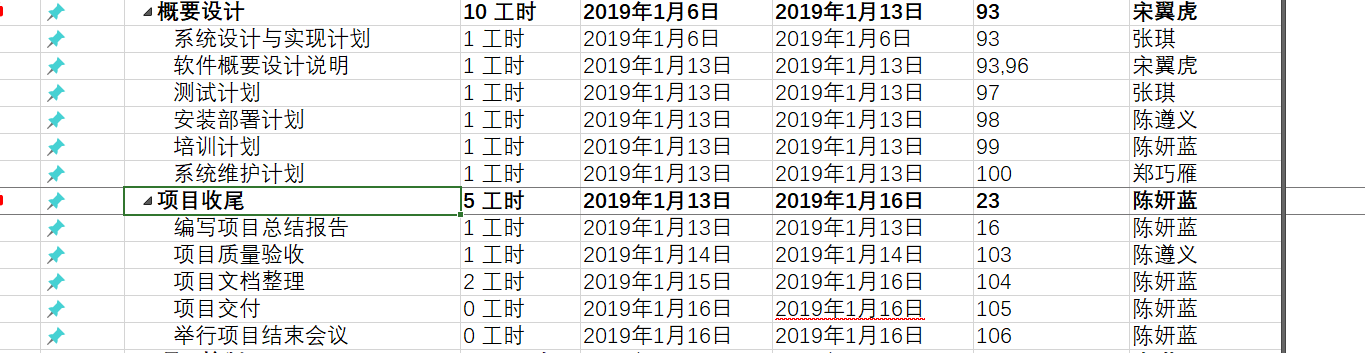 概要设计 10 工时 2019年1月6日 2019年1月13日 93 宋翼虎
系统设计与实现计划 1 工时 2019年1月6日 2019年1月6日 93 张琪
软件概要设计说明 1 工时 2019年1月13日 2019年1月13日 93,96 宋翼虎
测试计划 1 工时 2019年1月13日 2019年1月13日 97 张琪
安装部署计划 1 工时 2019年1月13日 2019年1月13日 98 陈遵义
培训计划 1 工时 2019年1月13日 2019年1月13日 99 陈妍蓝
系统维护计划 1 工时 2019年1月13日 2019年1月13日 100 郑巧雁
项目收尾 5 工时 2019年1月13日 2019年1月16日 23 陈妍蓝
编写项目总结报告 1 工时 2019年1月13日 2019年1月13日 16 陈妍蓝
项目质量验收 1 工时 2019年1月14日 2019年1月14日 103 陈遵义
项目文档整理 2 工时 2019年1月15日 2019年1月16日 104 陈妍蓝
项目交付 0 工时 2019年1月16日 2019年1月16日 105 陈妍蓝
举行项目结束会议 0 工时 2019年1月16日 2019年1月16日 106 陈妍蓝